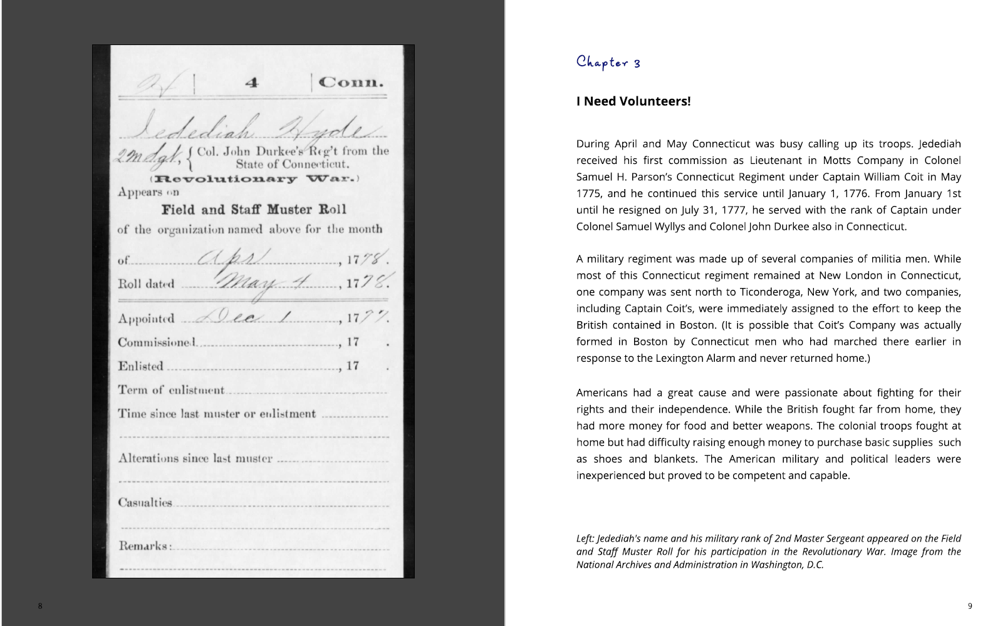 H 4 Conn.
Jedediah Hyde
2 M Sgt, { Col. John Durkee's Reg't from the
State of Connecticut.
(Revolutionary War.)
Appears on
Field and Staff Muster Roll
of the organization named above for the month
of Apr, 1778.
Roll dated May 4, 1778.
Appointed Dec 1, 1777.
Commissioned, 17 .
Enlisted, 17 .
Term of enlistment
Time since last muster or enlistment
Alterations since last muster
Casualties
Remarks:
8
Chapter 3
I Need Volunteers!
During April and May Connecticut was busy calling up its troops. Jedediah
received his first commission as Lieutenant in Motts Company in Colonel
Samuel H. Parson’s Connecticut Regiment under Captain William Coit in May
1775, and he continued this service until January 1, 1776. From January 1st
until he resigned on July 31, 1777, he served with the rank of Captain under
Colonel Samuel Wyllys and Colonel John Durkee also in Connecticut.
A military regiment was made up of several companies of militia men. While
most of this Connecticut regiment remained at New London in Connecticut,
one company was sent north to Ticonderoga, New York, and two companies,
including Captain Coit’s, were immediately assigned to the effort to keep the
British contained in Boston. (It is possible that Coit’s Company was actually
formed in Boston by Connecticut men who had marched there earlier in
response to the Lexington Alarm and never returned home.)
Americans had a great cause and were passionate about fighting for their
rights and their independence. While the British fought far from home, they
had more money for food and better weapons. The colonial troops fought at
home but had difficulty raising enough money to purchase basic supplies such
as shoes and blankets. The American military and political leaders were
inexperienced but proved to be competent and capable.
Left: Jedediah's name and his military rank of 2nd Master Sergeant appeared on the Field
and Staff Muster Roll for his participation in the Revolutionary War. Image from the
National Archives and Administration in Washington, D.C.
9